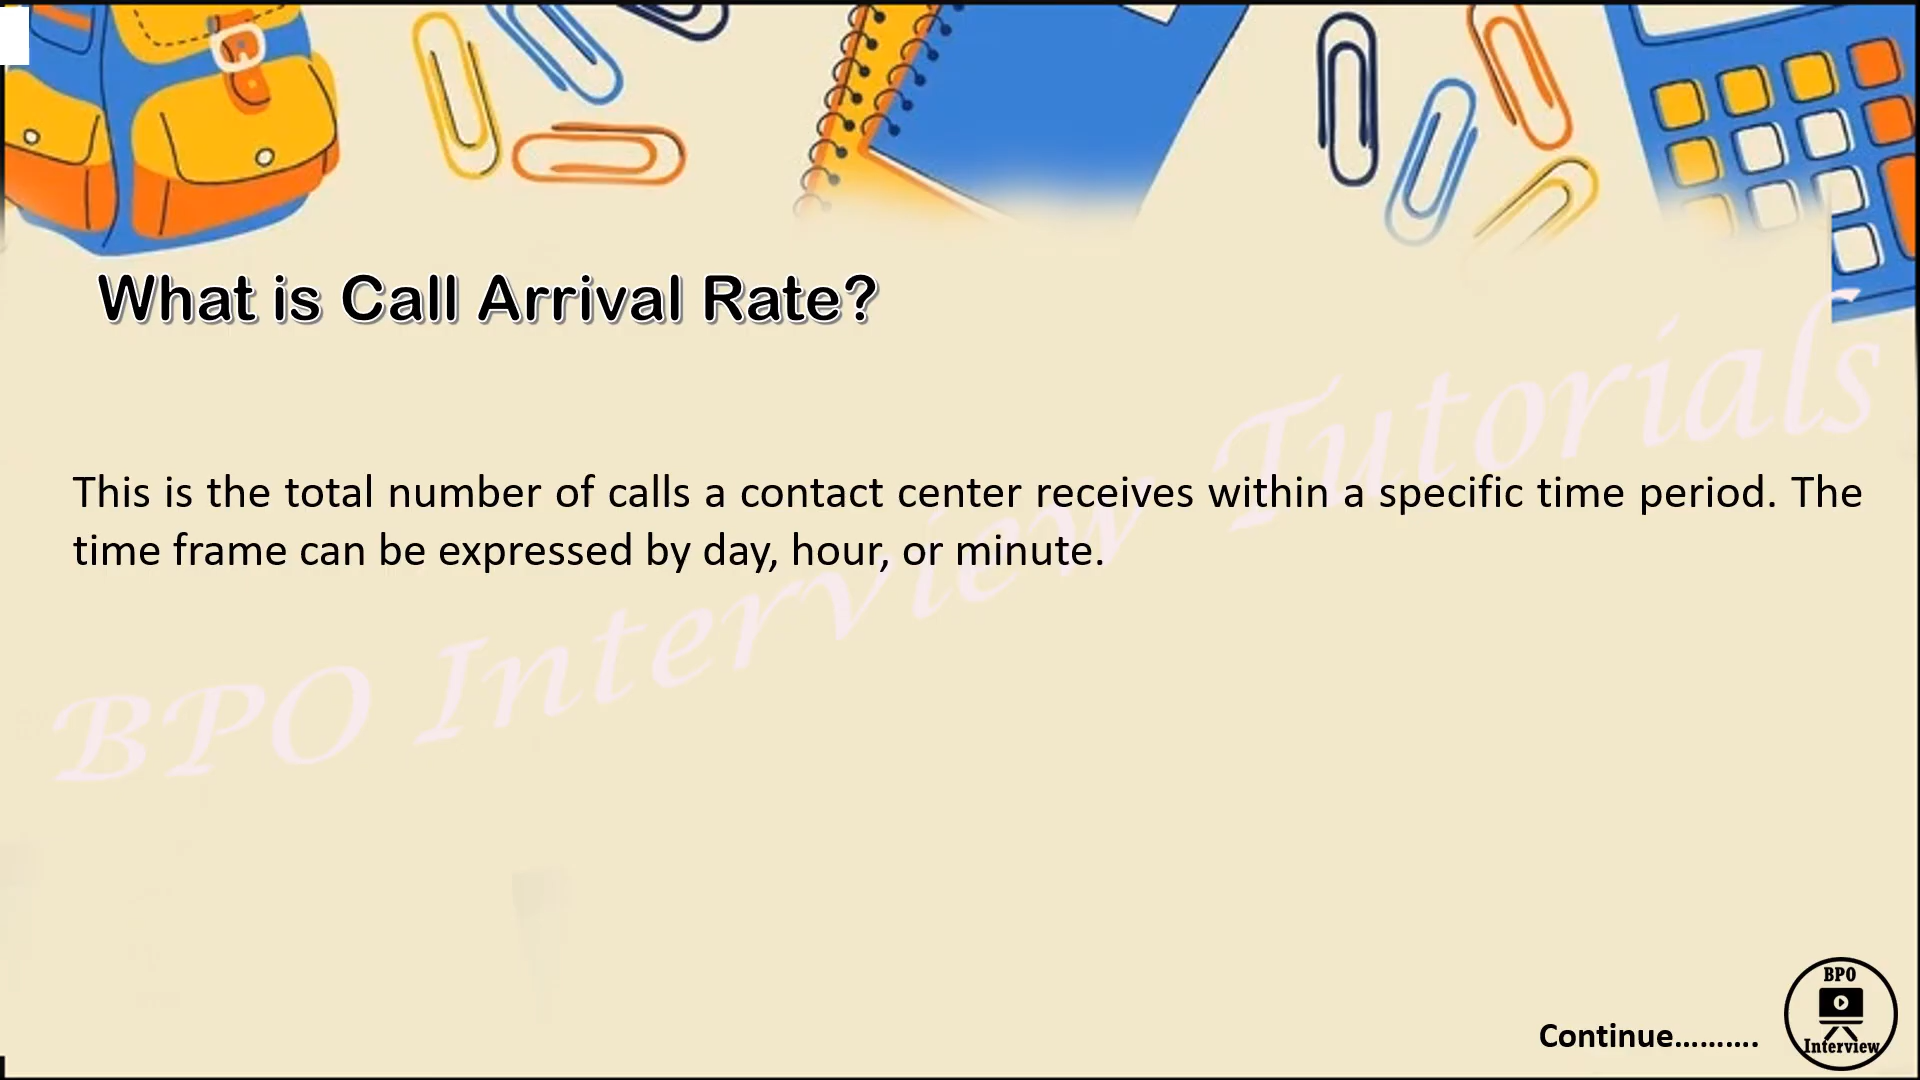 What is Call Arrival Rate?
This is the total number of calls a contact center receives within a specific time period. The
time frame can be expressed by day, hour, or minute.
BPO Interview Tutorials
Continue……….
BPO
Interview